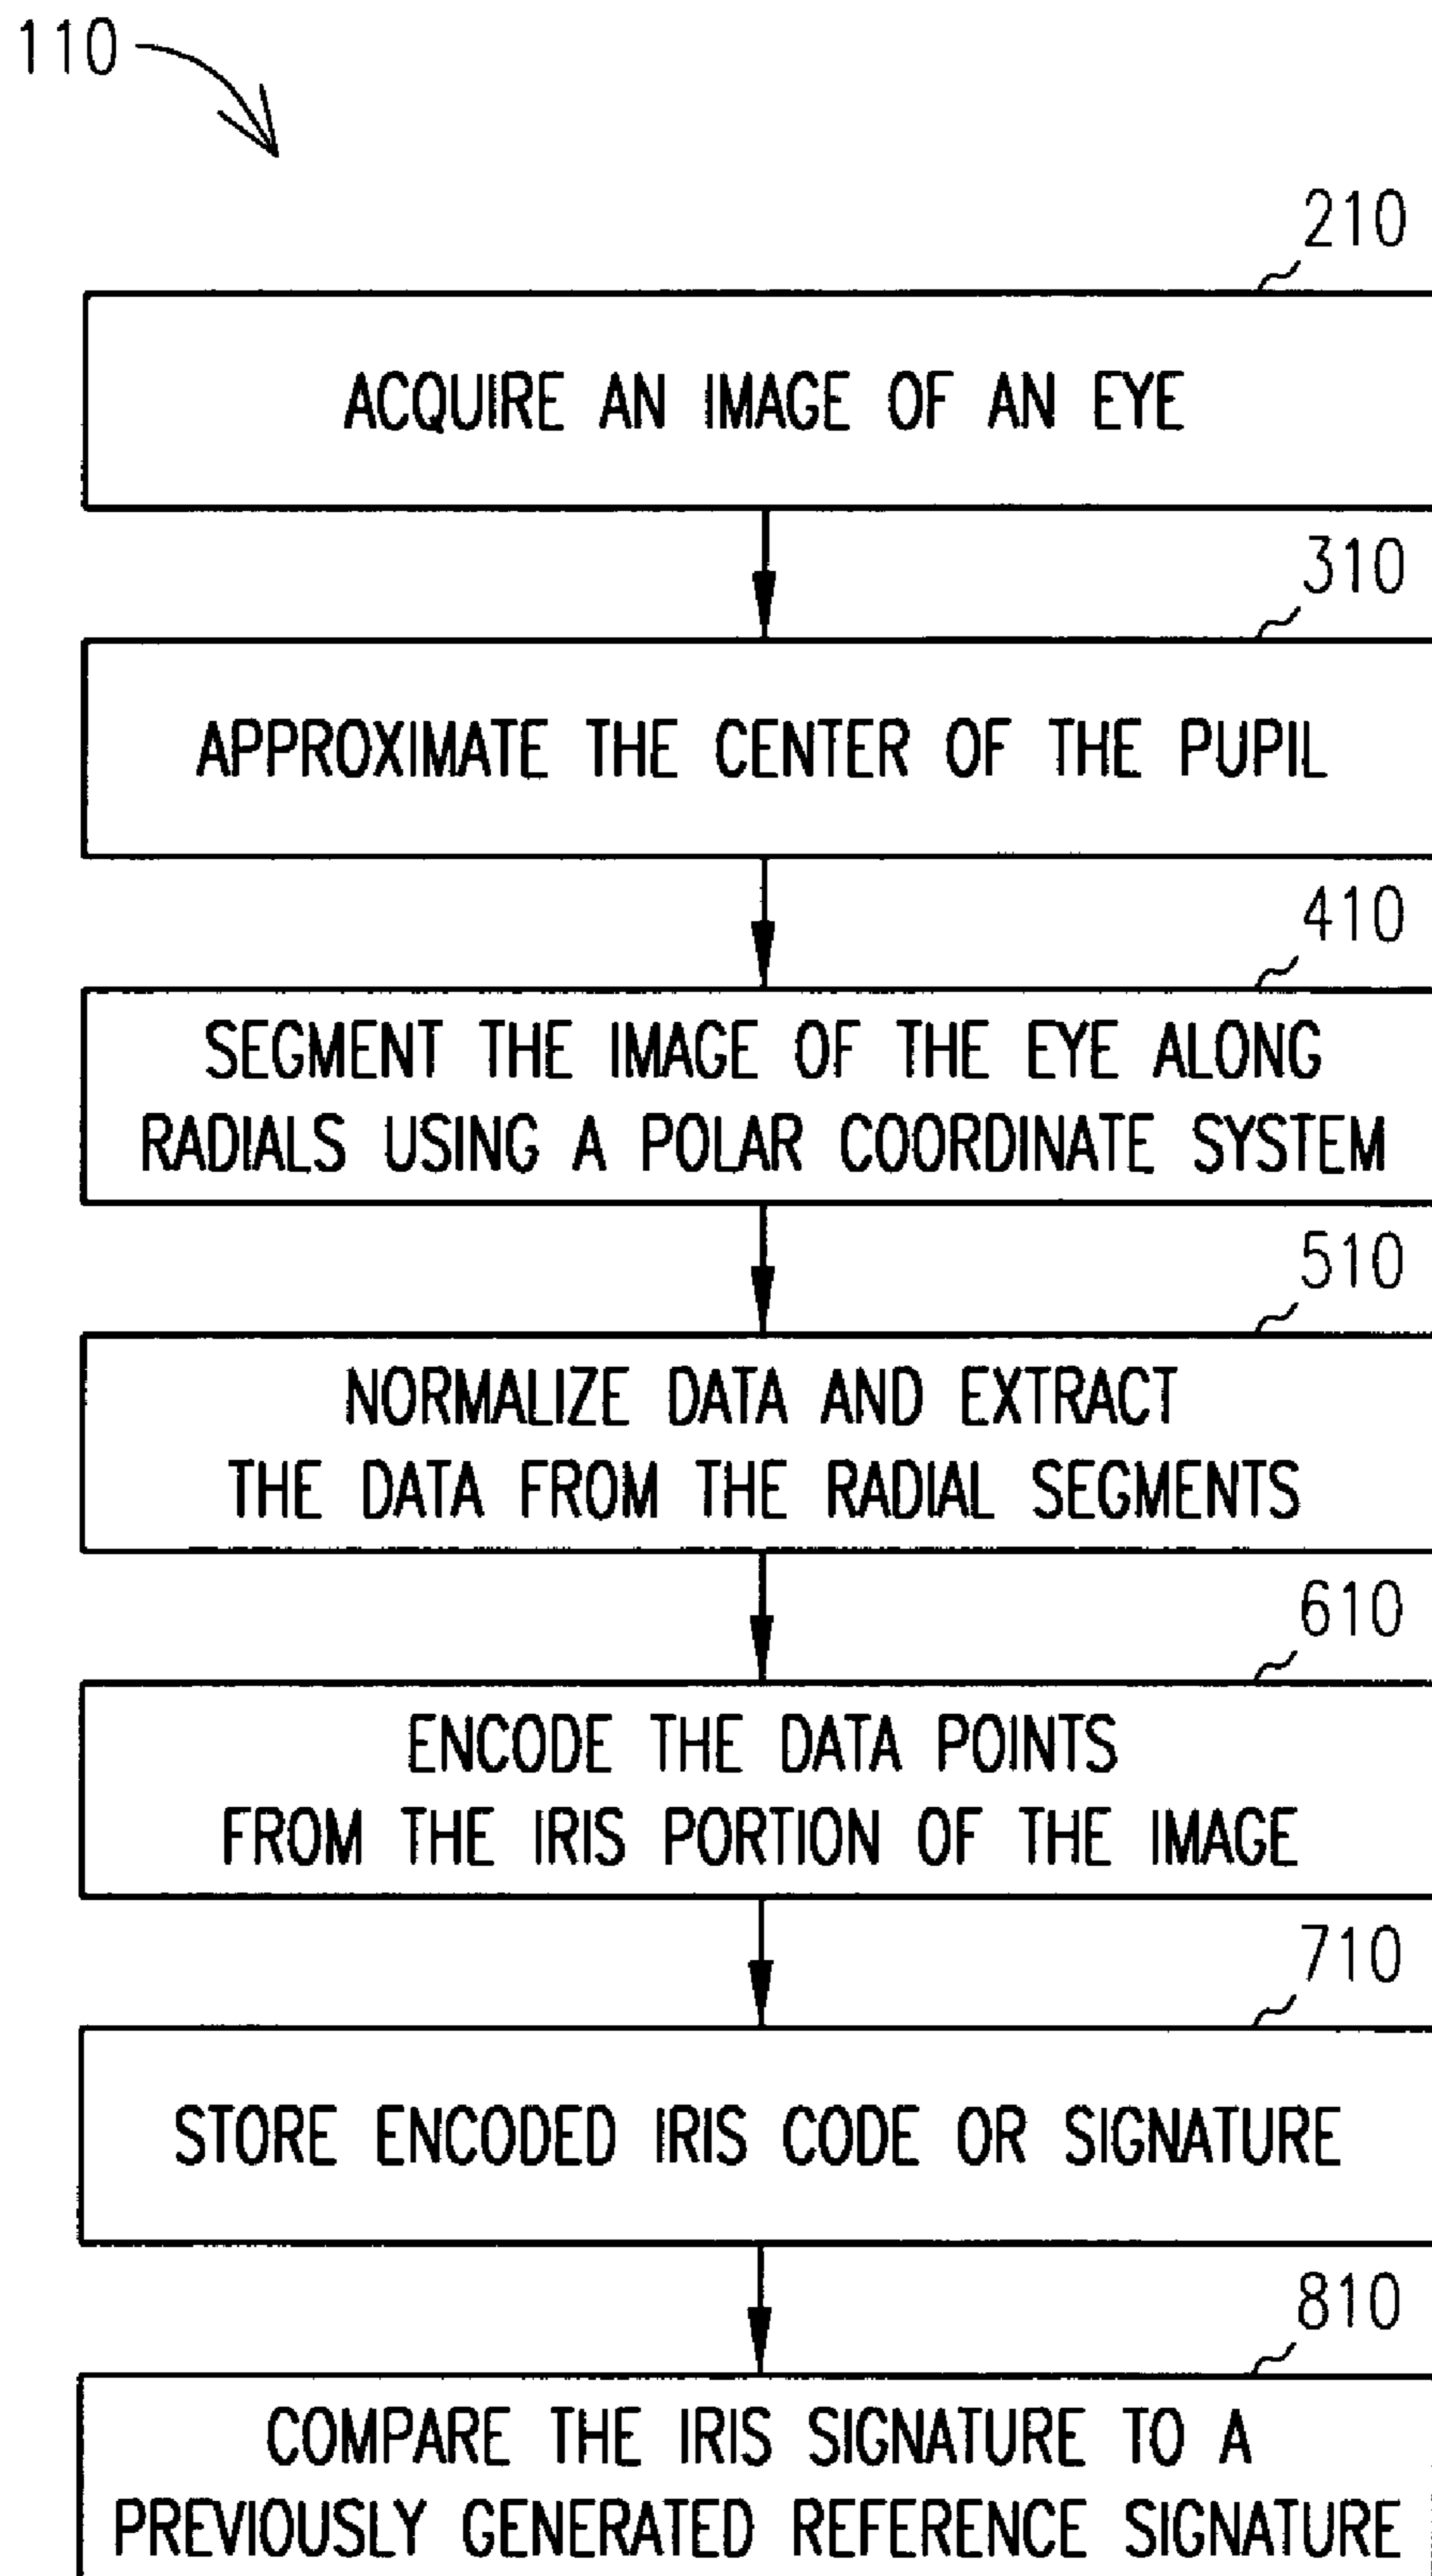 110
210
ACQUIRE AN IMAGE OF AN EYE
310
APPROXIMATE THE CENTER OF THE PUPIL
410
SEGMENT THE IMAGE OF THE EYE ALONG
RADIALS USING A POLAR COORDINATE SYSTEM
510
NORMALIZE DATA AND EXTRACT
THE DATA FROM THE RADIAL SEGMENTS
610
ENCODE THE DATA POINTS
FROM THE IRIS PORTION OF THE IMAGE
710
STORE ENCODED IRIS CODE OR SIGNATURE
810
COMPARE THE IRIS SIGNATURE TO A
PREVIOUSLY GENERATED REFERENCE SIGNATURE